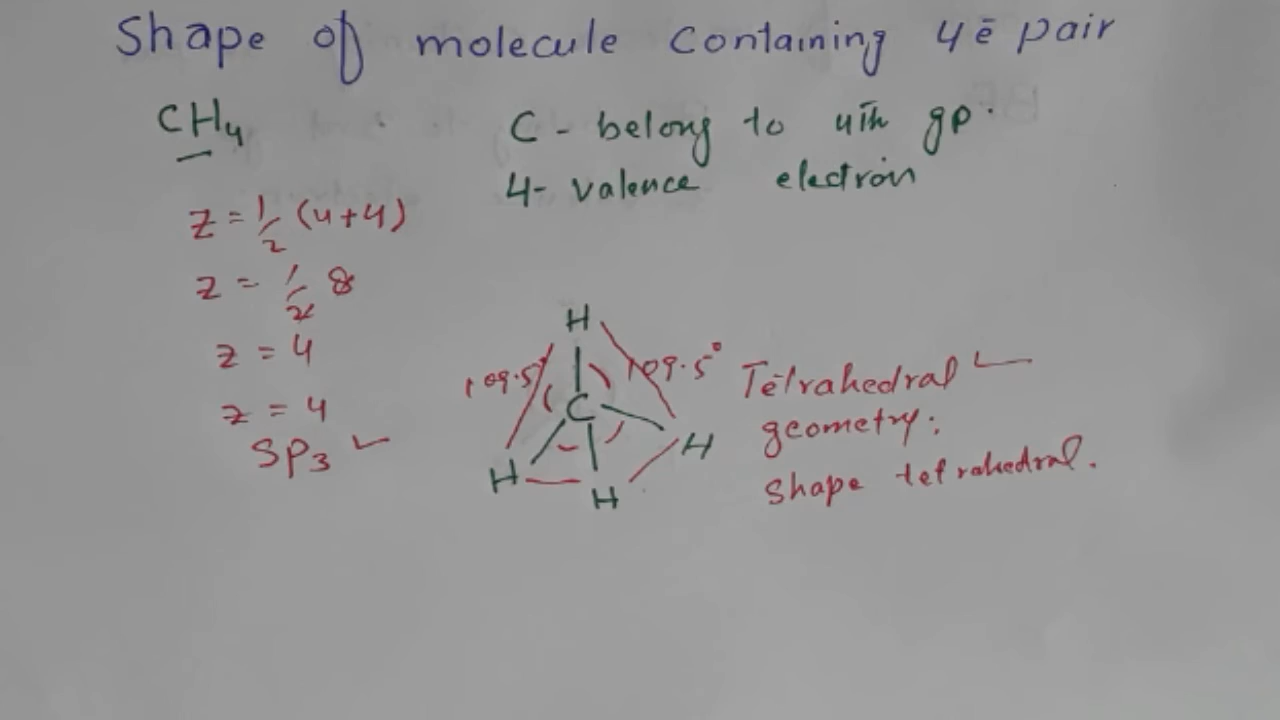 Shape of molecule containing 4ē pair
CH4
C - belong to 4th gp.
4- valence electron
z = 1/2 (4+4)
z = 1/2 8
z = 4
z = 4
SP3
H
109.5
109.5°
C
H
H
H
Tetrahedral
geometry:
Shape tetrahedral.